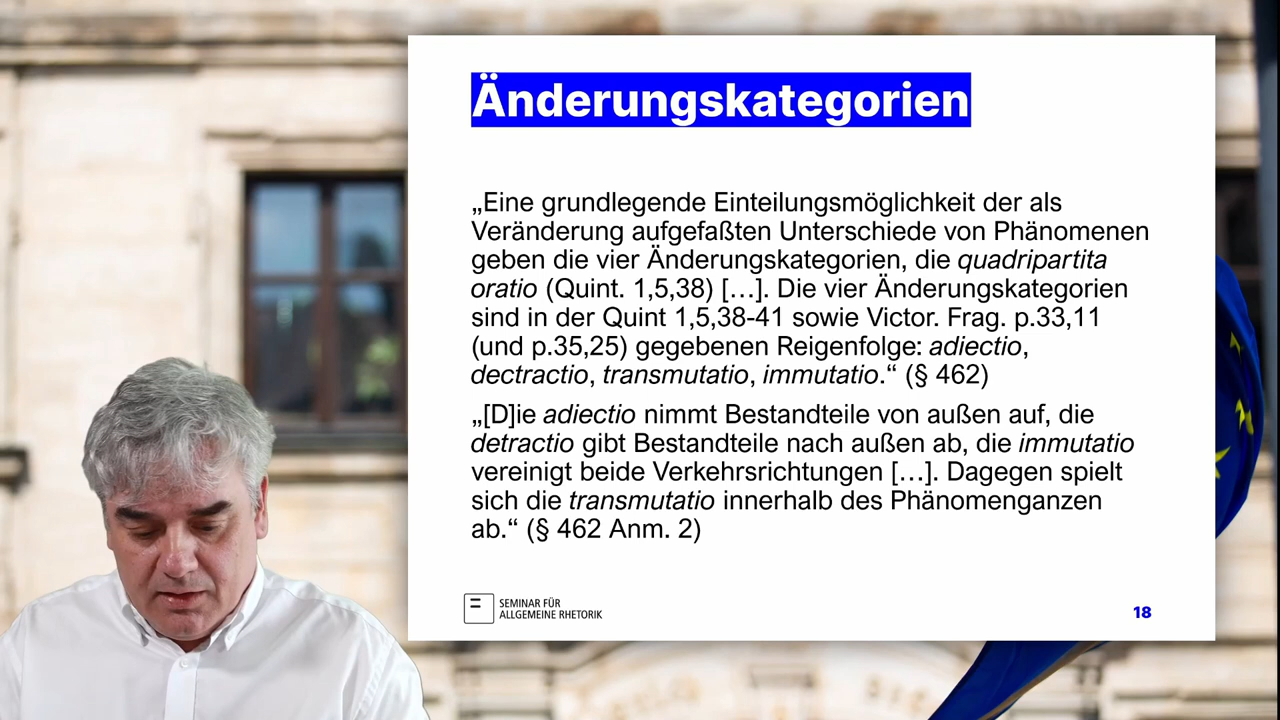 Änderungskategorien
„Eine grundlegende Einteilungsmöglichkeit der als
Veränderung aufgefaßten Unterschiede von Phänomenen
geben die vier Änderungskategorien, die quadripartita
oratio (Quint. 1,5,38) […]. Die vier Änderungskategorien
sind in der Quint 1,5,38-41 sowie Victor. Frag. p.33,11
(und p.35,25) gegebenen Reigenfolge: adiectio,
dectractio, transmutatio, immutatio.“ (§ 462)
„[D]ie adiectio nimmt Bestandteile von außen auf, die
detractio gibt Bestandteile nach außen ab, die immutatio
vereinigt beide Verkehrsrichtungen […]. Dagegen spielt
sich die transmutatio innerhalb des Phänomenganzen
ab.“ (§ 462 Anm. 2)
SEMINAR FÜR
ALLGEMEINE RHETORIK
18